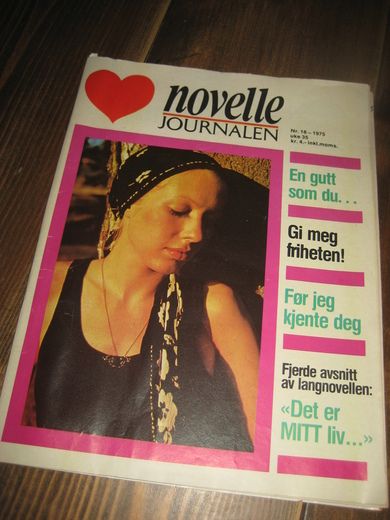 novelle
JOURNALEN
Nr. 18 - 1975
uke 35
kr. 4.- inkl.moms.
En gutt
som du...
Gi meg
friheten!
Før jeg
kjente deg
Fjerde avsnitt
av langnovellen:
«Det er
MITT liv...»